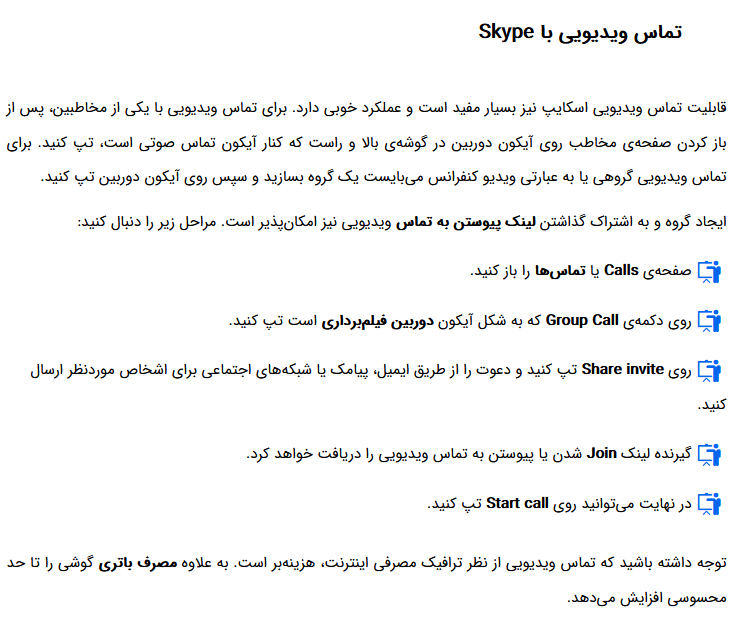 تماس ویدیویی با Skype
قابلیت تماس ویدیویی اسکایپ نیز بسیار مفید است و عملکرد خوبی دارد. برای تماس ویدیویی با یکی از مخاطبین، پس از
باز کردن صفحه‌ی مخاطب روی آیکون دوربین در گوشه‌ی بالا و راست که کنار آیکون تماس صوتی است، تپ کنید. برای
تماس ویدیویی گروهی یا به عبارتی ویدیو کنفرانس می‌بایست یک گروه بسازید و سپس روی آیکون دوربین تپ کنید.
ایجاد گروه و به اشتراک گذاشتن لینک پیوستن به تماس ویدیویی نیز امکان‌پذیر است. مراحل زیر را دنبال کنید:
صفحه‌ی Calls یا تماس‌ها را باز کنید.
روی دکمه‌ی Group Call که به شکل آیکون دوربین فیلم‌برداری است تپ کنید.
روی Share invite تپ کنید و دعوت را از طریق ایمیل، پیامک یا شبکه‌های اجتماعی برای اشخاص موردنظر ارسال
کنید.
گیرنده لینک Join شدن یا پیوستن به تماس ویدیویی را دریافت خواهد کرد.
در نهایت می‌توانید روی Start call تپ کنید.
توجه داشته باشید که تماس ویدیویی از نظر ترافیک مصرفی اینترنت، هزینه‌بر است. به علاوه مصرف باتری گوشی را تا حد
محسوسی افزایش می‌دهد.